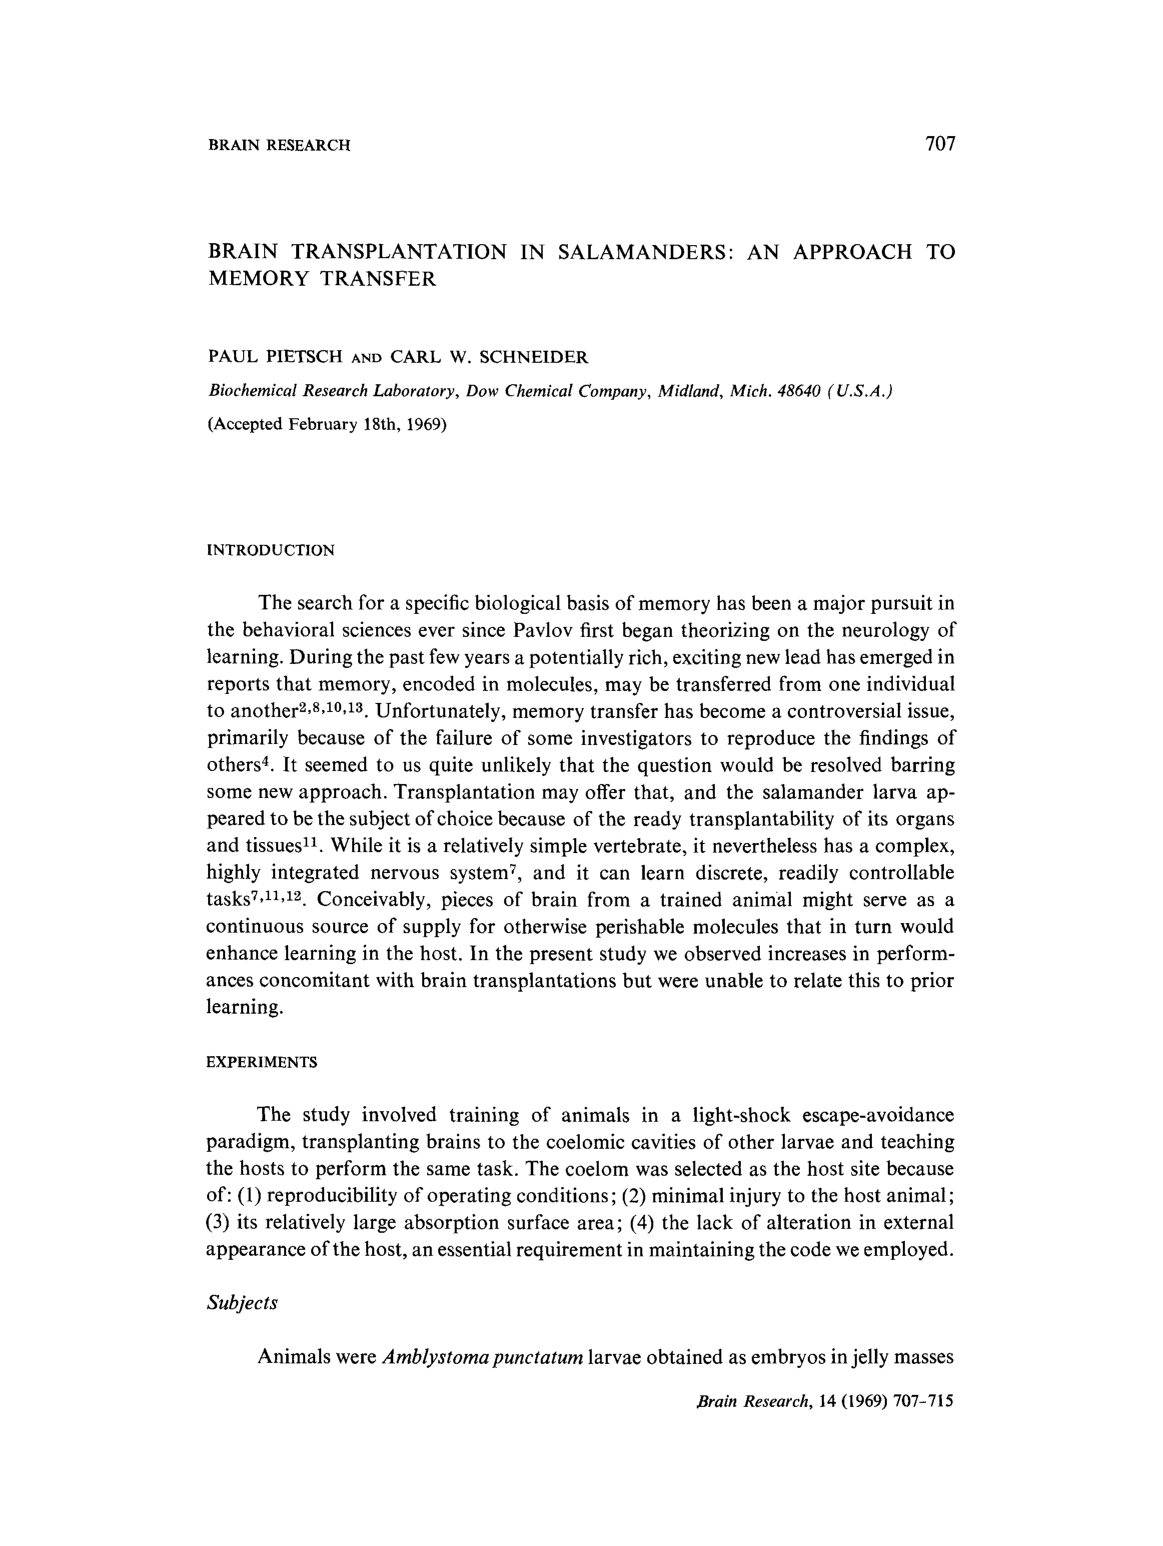 BRAIN RESEARCH 707
BRAIN TRANSPLANTATION IN SALAMANDERS: AN APPROACH TO
MEMORY TRANSFER
PAUL PIETSCH AND CARL W. SCHNEIDER
Biochemical Research Laboratory, Dow Chemical Company, Midland, Mich. 48640 (U.S.A.)
(Accepted February 18th, 1969)
INTRODUCTION
The search for a specific biological basis of memory has been a major pursuit in
the behavioral sciences ever since Pavlov first began theorizing on the neurology of
learning. During the past few years a potentially rich, exciting new lead has emerged in
reports that memory, encoded in molecules, may be transferred from one individual
to another2,8,10,13. Unfortunately, memory transfer has become a controversial issue,
primarily because of the failure of some investigators to reproduce the findings of
others4. It seemed to us quite unlikely that the question would be resolved barring
some new approach. Transplantation may offer that, and the salamander larva ap-
peared to be the subject of choice because of the ready transplantability of its organs
and tissues11. While it is a relatively simple vertebrate, it nevertheless has a complex,
highly integrated nervous system7, and it can learn discrete, readily controllable
tasks7,11,12. Conceivably, pieces of brain from a trained animal might serve as a
continuous source of supply for otherwise perishable molecules that in turn would
enhance learning in the host. In the present study we observed increases in perform-
ances concomitant with brain transplantations but were unable to relate this to prior
learning.
EXPERIMENTS
The study involved training of animals in a light-shock escape-avoidance
paradigm, transplanting brains to the coelomic cavities of other larvae and teaching
the hosts to perform the same task. The coelom was selected as the host site because
of: (1) reproducibility of operating conditions; (2) minimal injury to the host animal;
(3) its relatively large absorption surface area; (4) the lack of alteration in external
appearance of the host, an essential requirement in maintaining the code we employed.
Subjects
Animals were Amblystoma punctatum larvae obtained as embryos in jelly masses
Brain Research, 14 (1969) 707-715